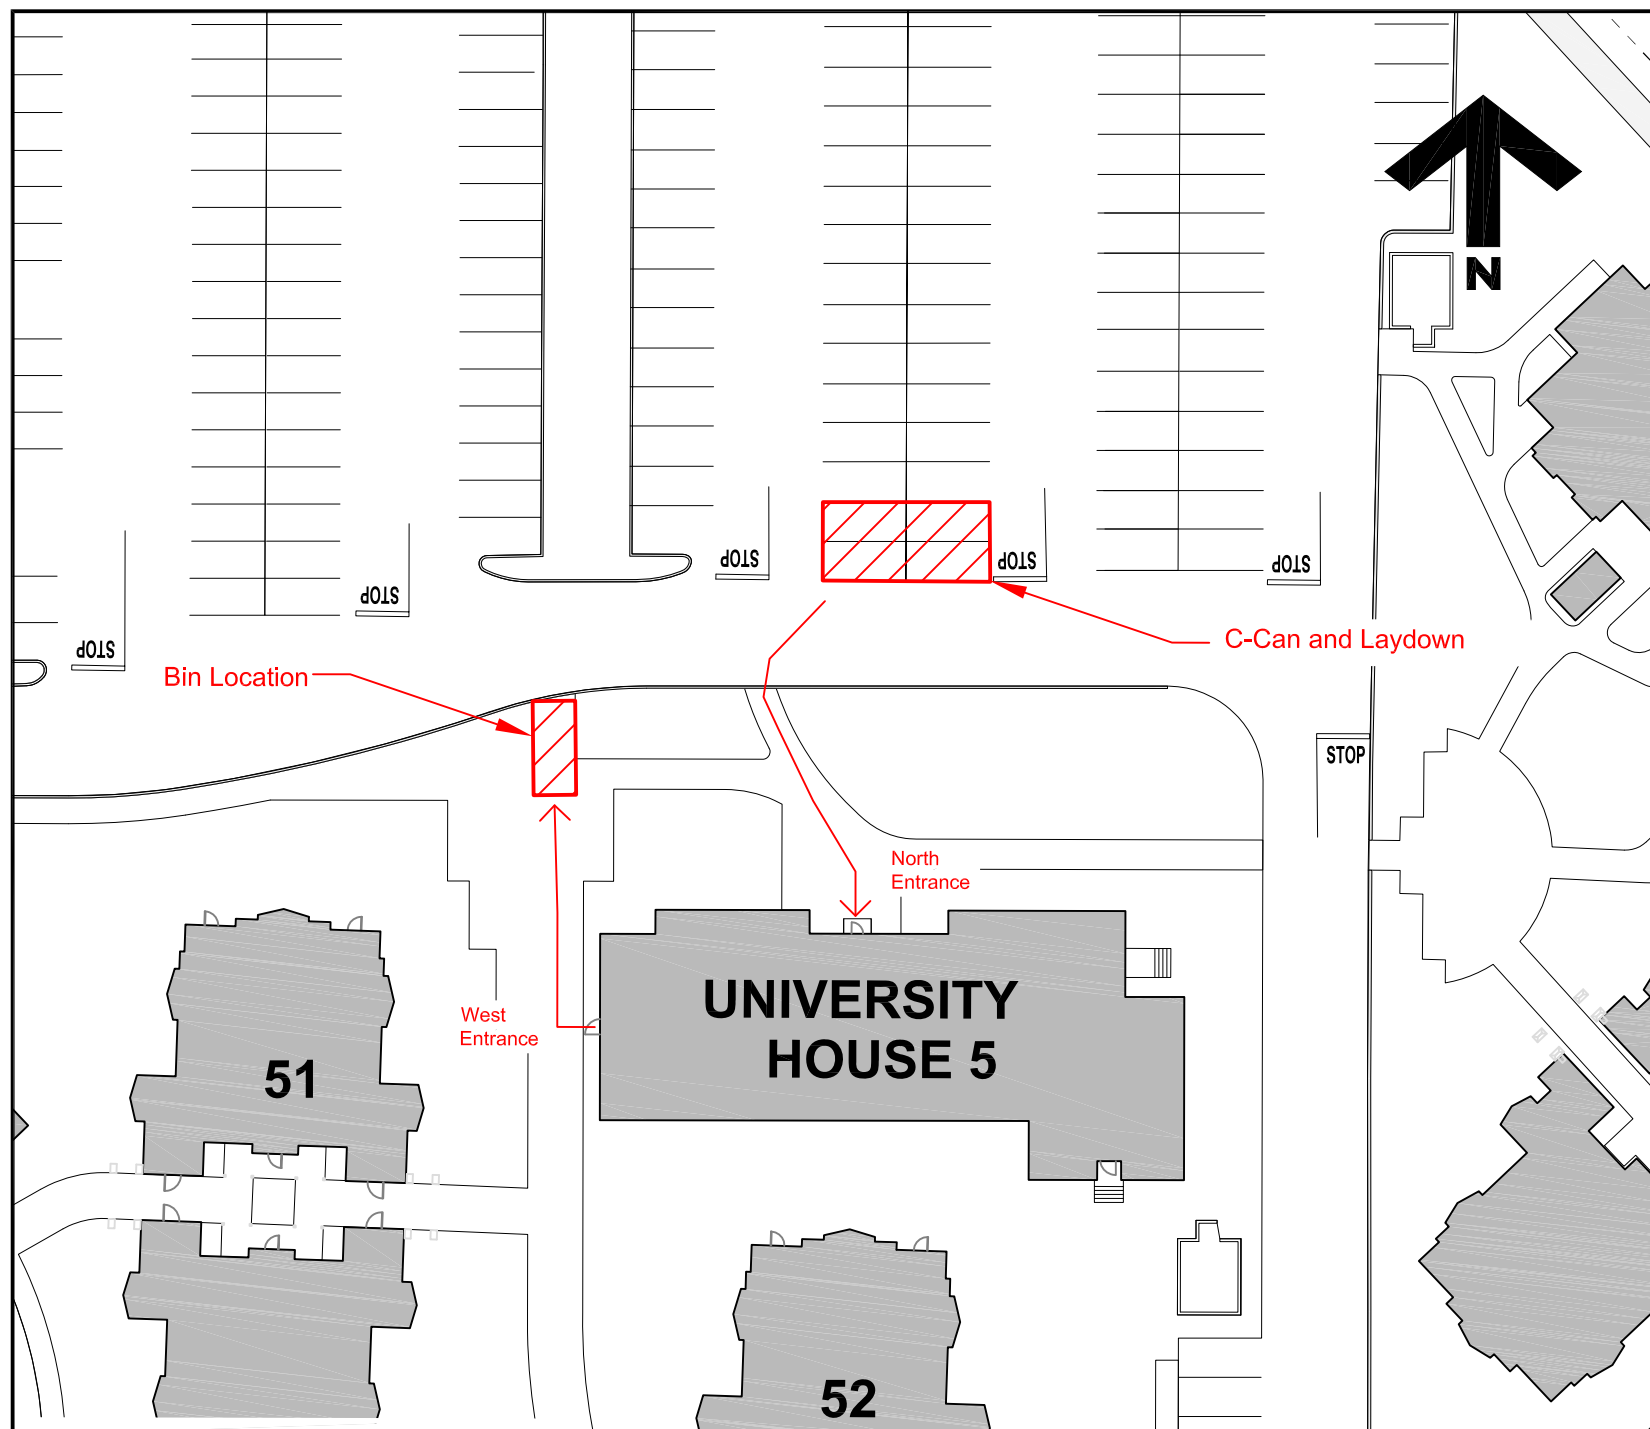 N
STOP
STOP
STOP
STOP
STOP
C-Can and Laydown
Bin Location
STOP
North
Entrance
UNIVERSITY
HOUSE 5
West
Entrance
51
52